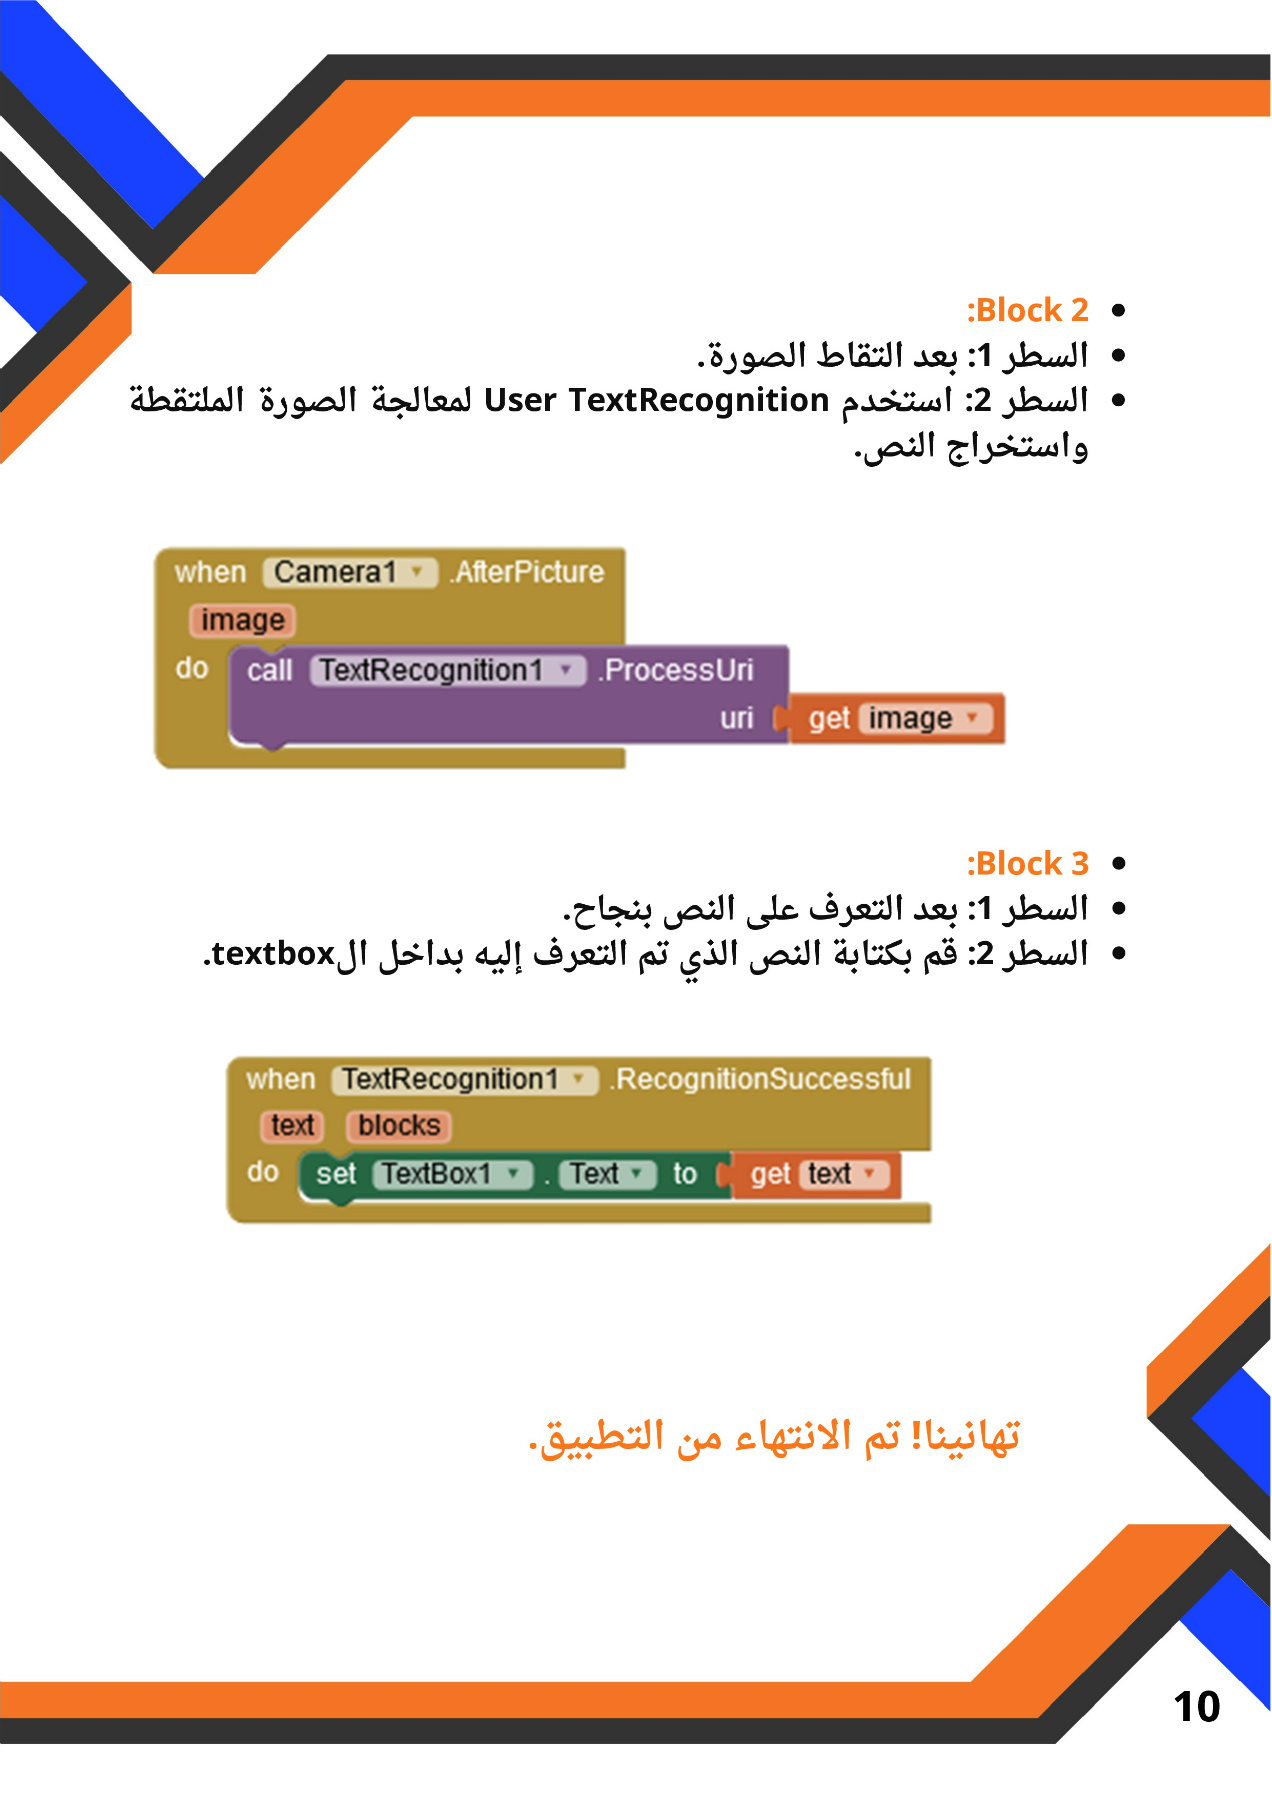 Block 2:
السطر 1: بعد التقاط الصورة.
السطر 2: استخدم User TextRecognition لمعالجة الصورة الملتقطة
واستخراج النص.
when Camera1 .AfterPicture
image
do call TextRecognition1 .ProcessUri
uri get image
Block 3:
السطر 1: بعد التعرف على النص بنجاح.
السطر 2: قم بكتابة النص الذي تم التعرف إليه بداخل الtextbox.
when TextRecognition1 .RecognitionSuccessful
text blocks
do set TextBox1 . Text to get text
تهانينا! تم الانتهاء من التطبيق.
10